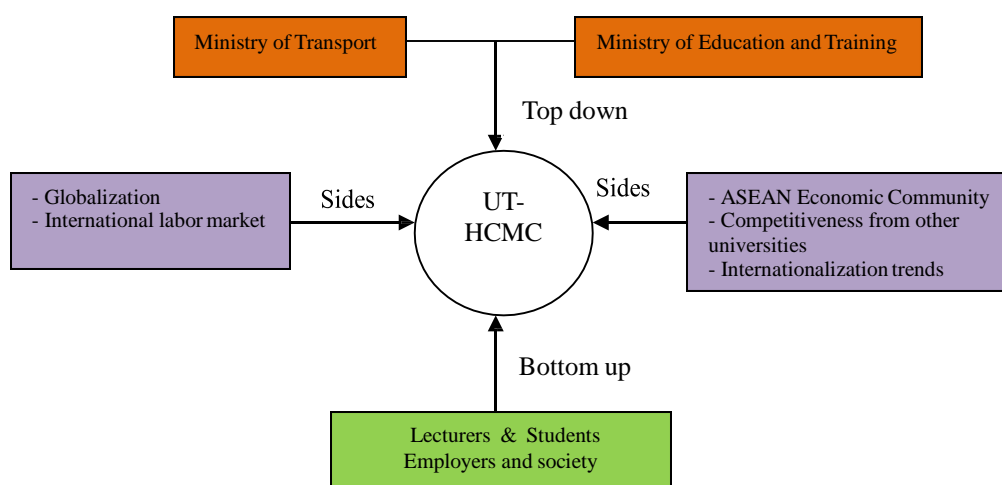 Ministry of Transport
Ministry of Education and Training
Top down
Sides
Sides
- Globalization
- International labor market
UT-
HCMC
- ASEAN Economic Community
- Competitiveness from other
universities
- Internationalization trends
Bottom up
Lecturers & Students
Employers and society